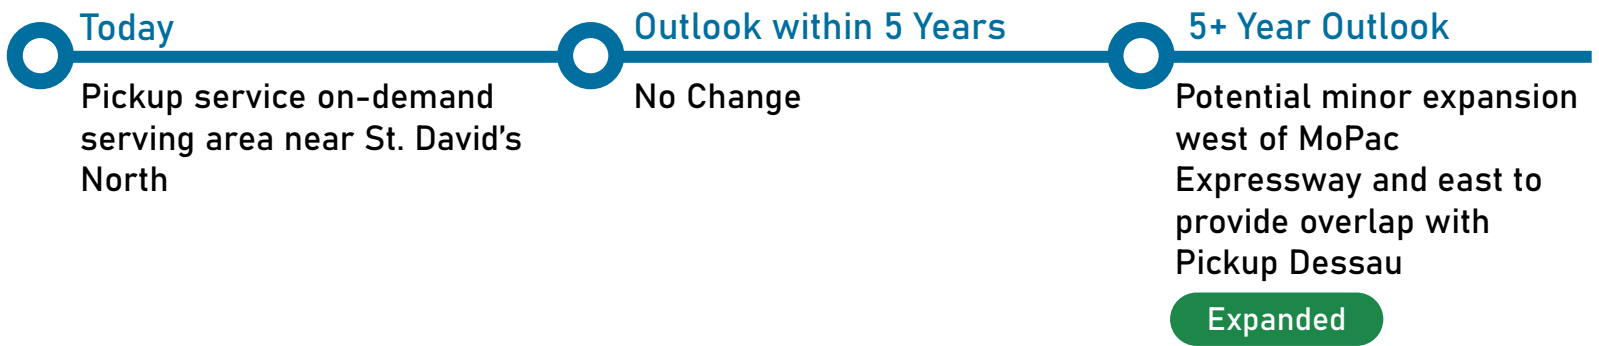 Today
Pickup service on-demand
serving area near St. David's
North
Outlook within 5 Years
No Change
5+ Year Outlook
Potential minor expansion
west of MoPac
Expressway and east to
provide overlap with
Pickup Dessau
Expanded